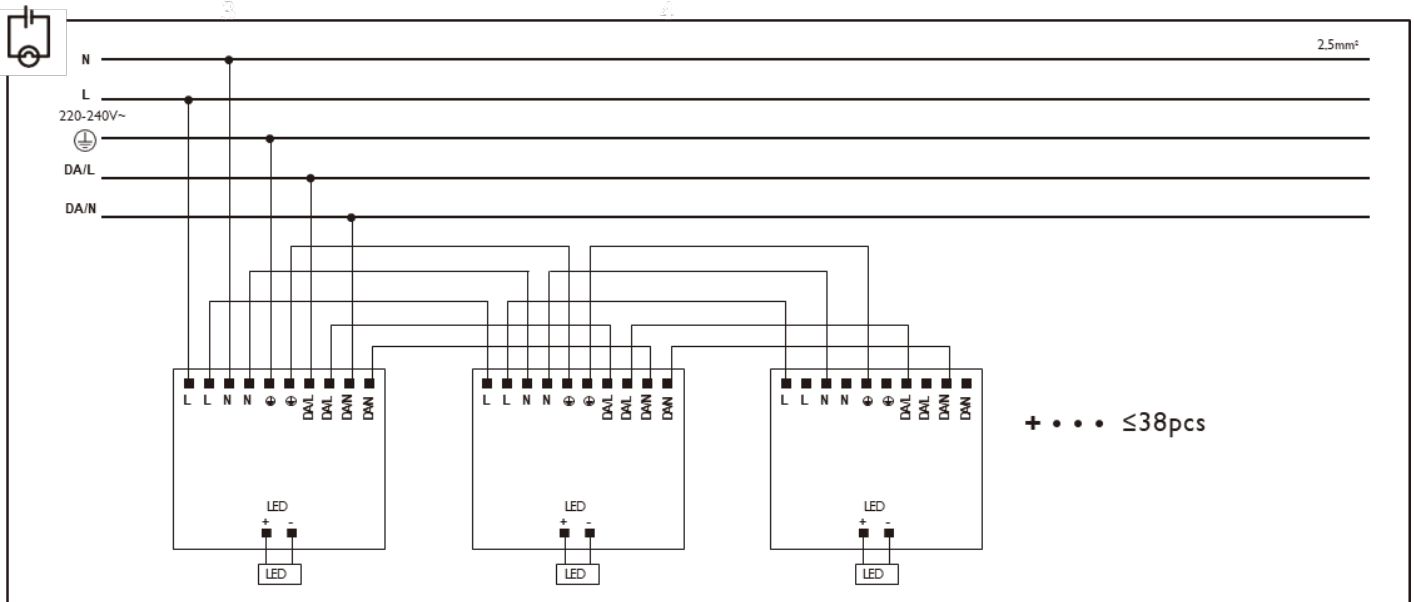 N
2,5mm²
L
220-240V~
DA/L
DA/N
L L N N DA/L DA/L DA/N DA/N
L L N N DA/L DA/L DA/N DA/N
L L N N DA/L DA/L DA/N DA/N
+ • • • ≤38pcs
LED
+ -
LED
LED
+ -
LED
LED
+ -
LED